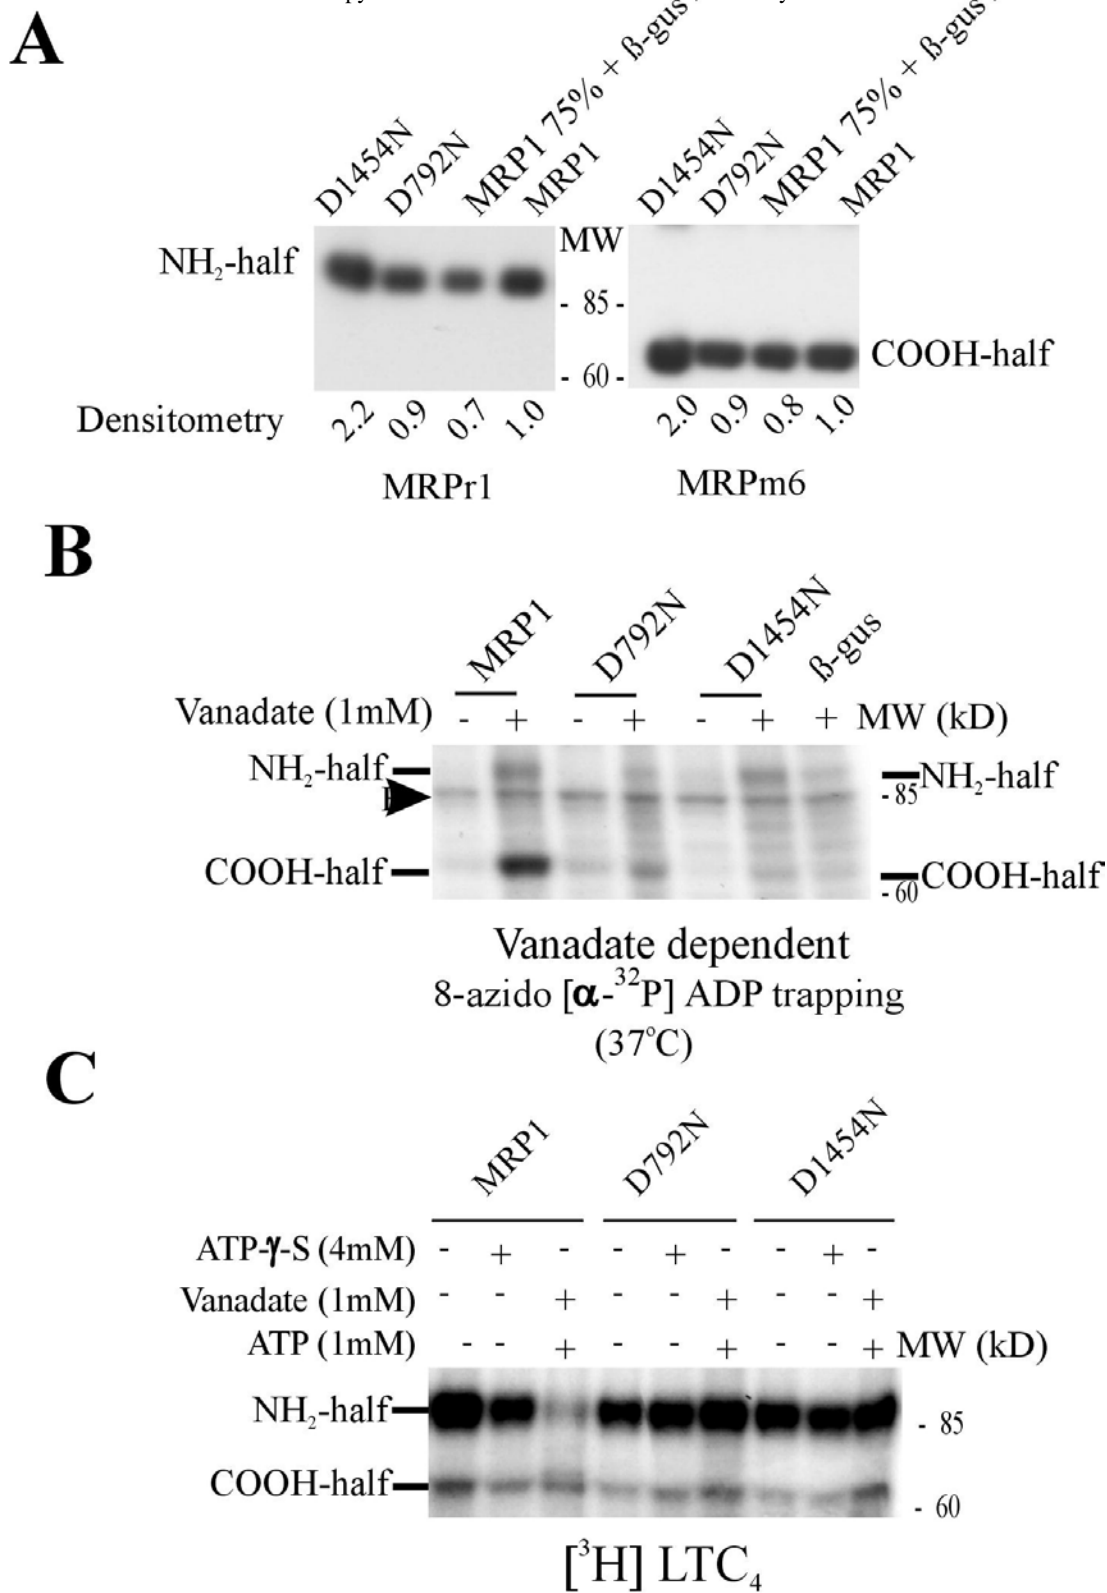 A
D1454N D792N MRP1 75% + ß-gus MRP1 D1454N D792N MRP1 75% + ß-gus MRP1
NH₂-half MW
- 85 -
COOH-half
- 60 -
Densitometry 2.2 0.9 0.7 1.0 2.0 0.9 0.8 1.0
MRPr1 MRPm6
B
MRP1 D792N D1454N ß-gus
Vanadate (1mM) - + - + - + + MW (kD)
NH₂-half NH₂-half
- 85
COOH-half COOH-half
- 60
Vanadate dependent
8-azido [α-³²P] ADP trapping
(37°C)
C
MRP1 D792N D1454N
ATP-γ-S (4mM) - + - - + - - + -
Vanadate (1mM) - - + - - + - - +
ATP (1mM) - - + - - + - - + MW (kD)
NH₂-half - 85
COOH-half - 60
[³H] LTC₄